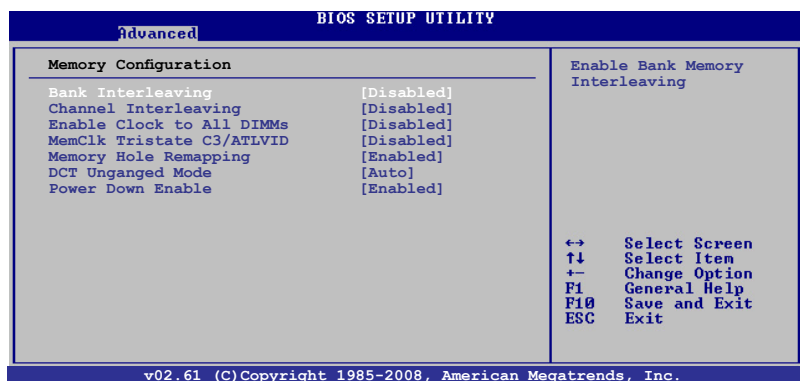 BIOS SETUP UTILITY
Advanced
Memory Configuration
Bank Interleaving [Disabled]
Channel Interleaving [Disabled]
Enable Clock to All DIMMs [Disabled]
MemClk Tristate C3/ATLVID [Disabled]
Memory Hole Remapping [Enabled]
DCT Unganged Mode [Auto]
Power Down Enable [Enabled]
Enable Bank Memory
Interleaving
←→ Select Screen
↑↓ Select Item
+- Change Option
F1 General Help
F10 Save and Exit
ESC Exit
v02.61 (C)Copyright 1985-2008, American Megatrends, Inc.